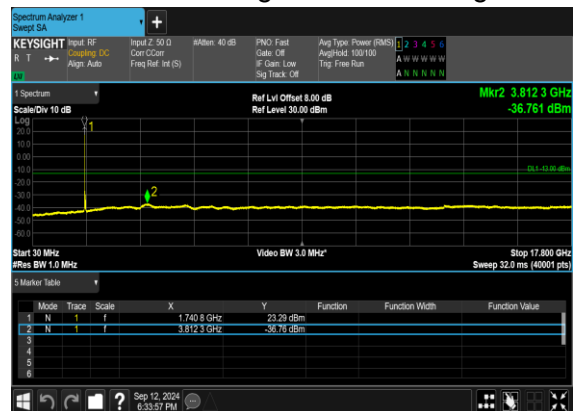 Spectrum Analyzer 1
Swept SA
+
KEYSIGHT Input: RF Input Z: 50 Ω #Atten: 40 dB PNO: Fast Avg Type: Power (RMS) 1 2 3 4 5 6
R T Coupling: DC Corr CCorr Gate: Off Avg|Hold: 100/100 A W W W W W
Align: Auto Freq Ref: Int (S) IF Gain: Low Trig: Free Run
Sig Track: Off A N N N N N
LU
1 Spectrum Ref Lvl Offset 8.00 dB Mkr2 3.812 3 GHz
Scale/Div 10 dB Ref Level 30.00 dBm -36.761 dBm
Log
20.0 1
10.0
0.00
-10.0 DL1 -13.00 dBm
-20.0
-30.0 2
-40.0
-50.0
-60.0
Start 30 MHz Video BW 3.0 MHz* Stop 17.800 GHz
#Res BW 1.0 MHz Sweep 32.0 ms (40001 pts)
5 Marker Table
Mode Trace Scale X Y Function Function Width Function Value
1 N 1 f 1.740 8 GHz 23.29 dBm
2 N 1 f 3.812 3 GHz -36.76 dBm
3
4
5
6
? Sep 12, 2024
6:33:57 PM